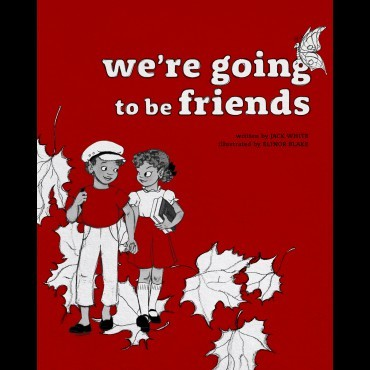 we're going
to be friends
written by JACK WHITE
illustrated by ELINOR BLAKE